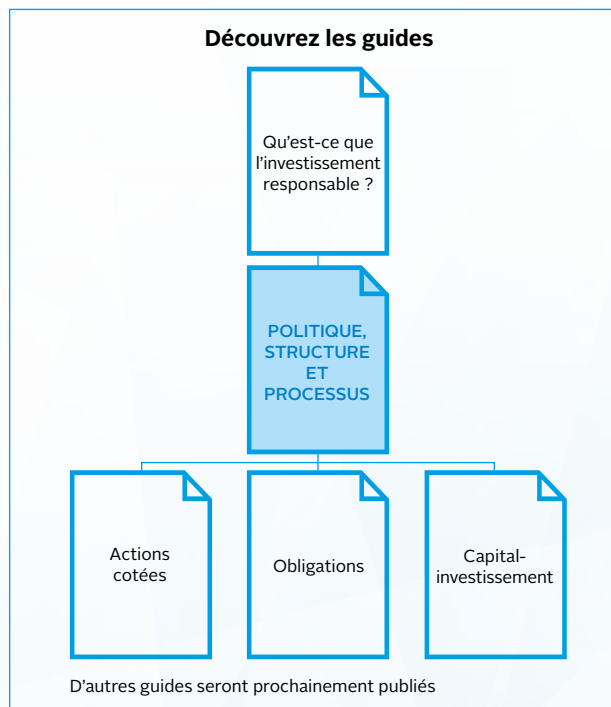 Découvrez les guides
Qu'est-ce que
l'investissement
responsable ?
POLITIQUE,
STRUCTURE
ET
PROCESSUS
Actions
cotées
Obligations
Capital-
investissement
D'autres guides seront prochainement publiés